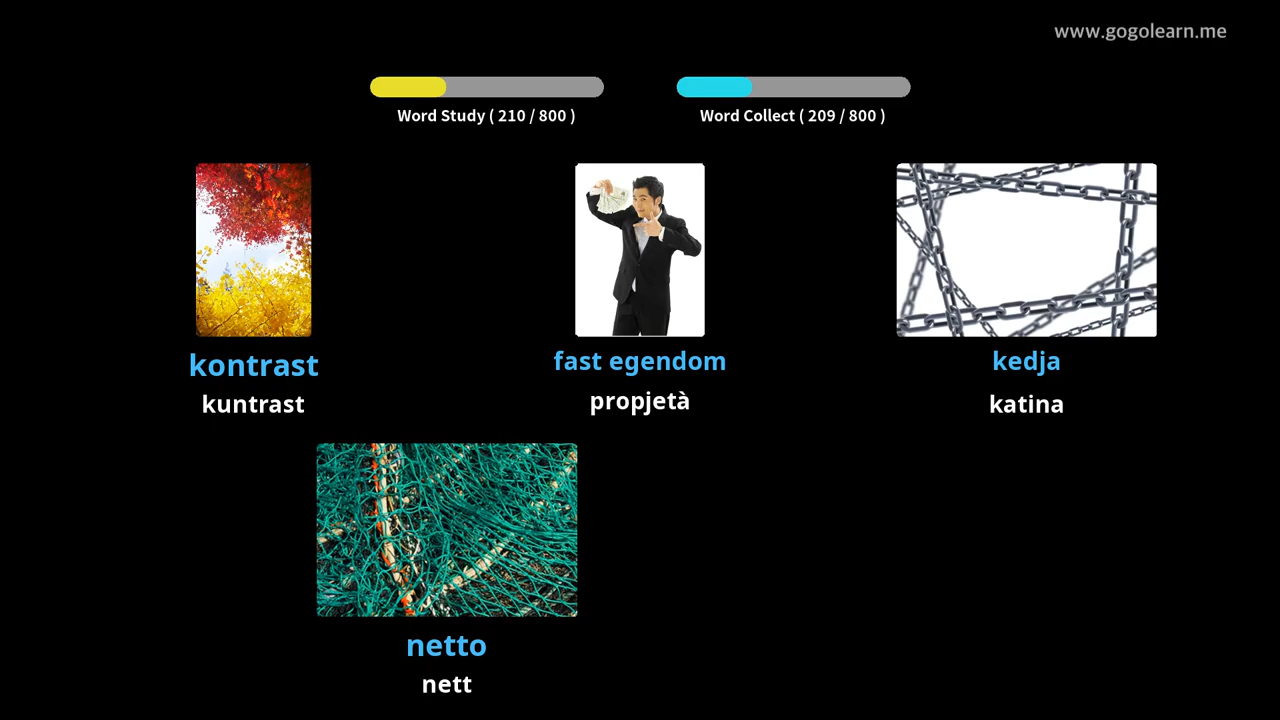 www.gogolearn.me
Word Study ( 210 / 800 )
Word Collect ( 209 / 800 )
kontrast
kuntrast
fast egendom
propjetà
kedja
katina
netto
nett